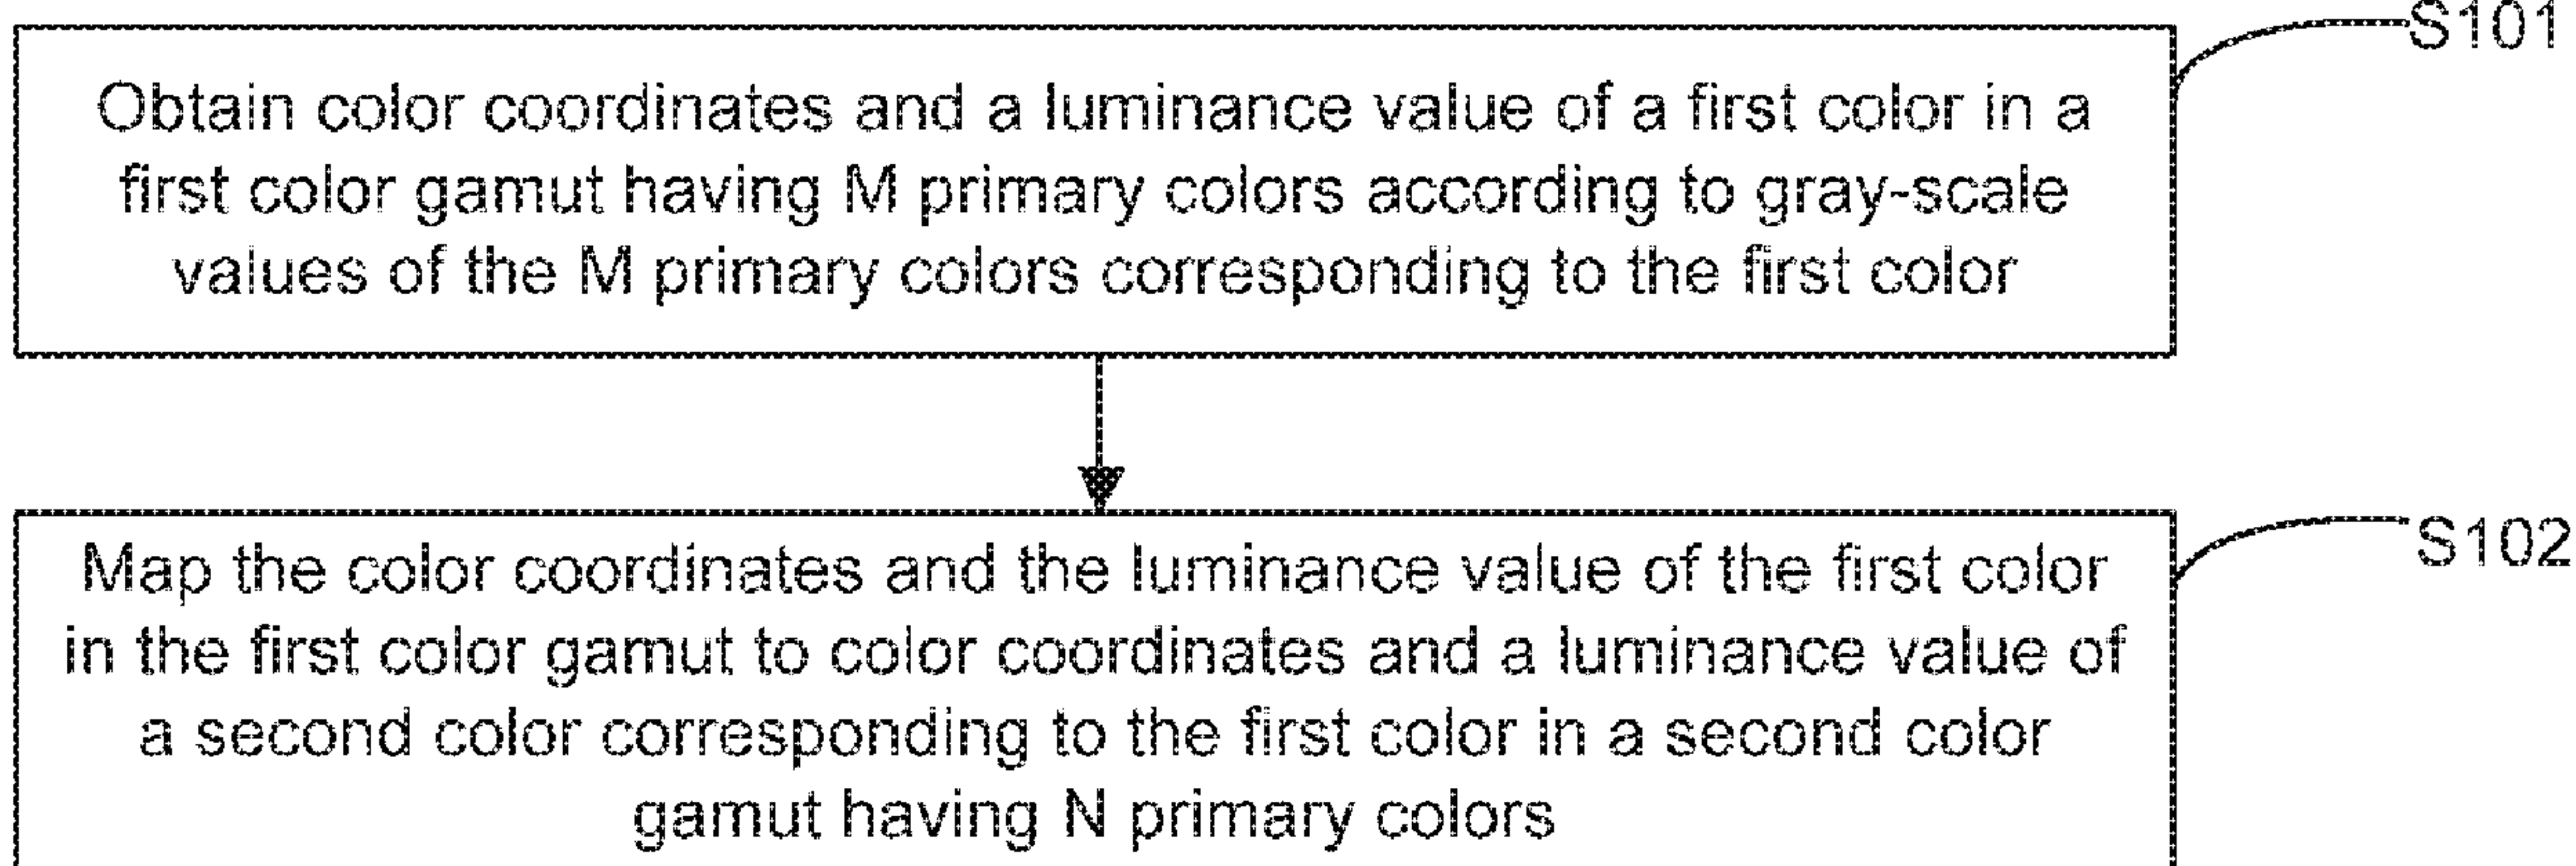 S101
Obtain color coordinates and a luminance value of a first color in a
first color gamut having M primary colors according to gray-scale
values of the M primary colors corresponding to the first color
S102
Map the color coordinates and the luminance value of the first color
in the first color gamut to color coordinates and a luminance value of
a second color corresponding to the first color in a second color
gamut having N primary colors